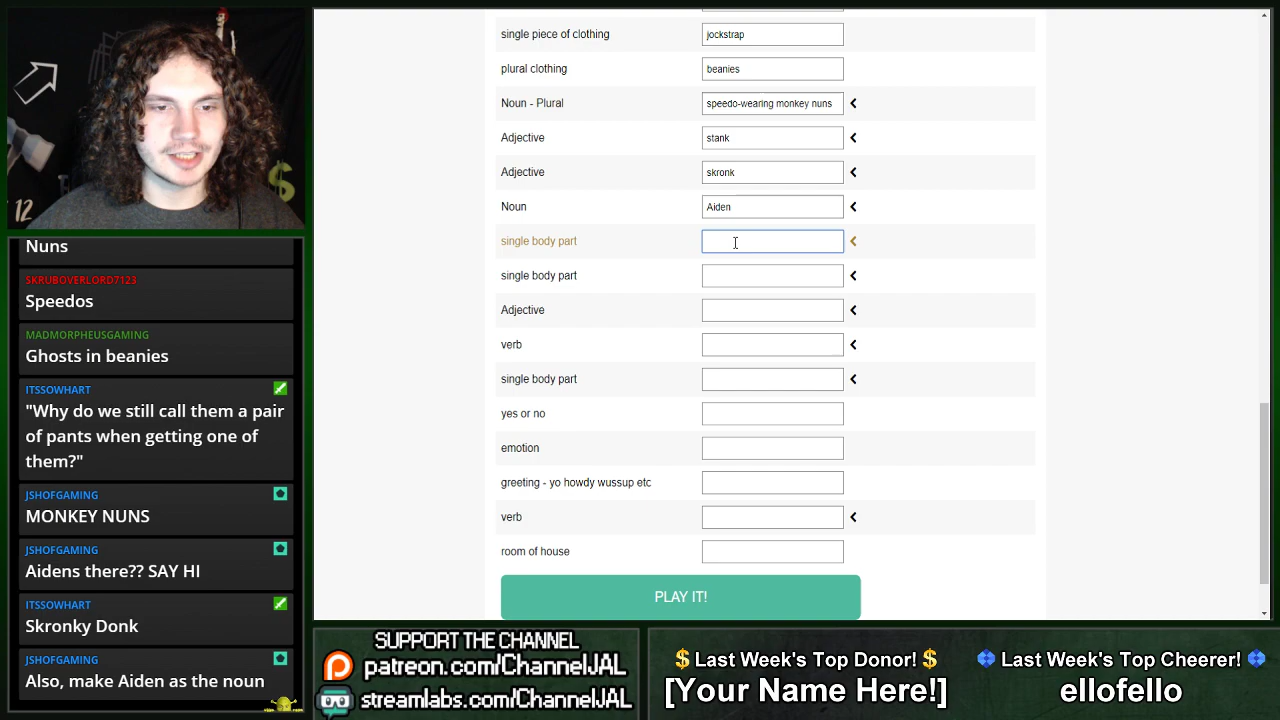 12
Nuns
SKRUBOVERLORD7123
Speedos
MADMORPHEUSGAMING
Ghosts in beanies
ITSSOWHART
"Why do we still call them a pair
of pants when getting one of
them?"
JSHOFGAMING
MONKEY NUNS
JSHOFGAMING
Aidens there?? SAY HI
ITSSOWHART
Skronky Donk
JSHOFGAMING
Also, make Aiden as the noun
single piece of clothing jockstrap
plural clothing beanies
Noun - Plural speedo-wearing monkey nuns
Adjective stank
Adjective skronk
Noun Aiden
single body part
single body part
Adjective
verb
single body part
yes or no
emotion
greeting - yo howdy wussup etc
verb
room of house
PLAY IT!
SUPPORT THE CHANNEL
patreon.com/ChannelJAL
streamlabs.com/ChannelJAL
$ Last Week's Top Donor! $
[Your Name Here!]
Last Week's Top Cheerer!
ellofello